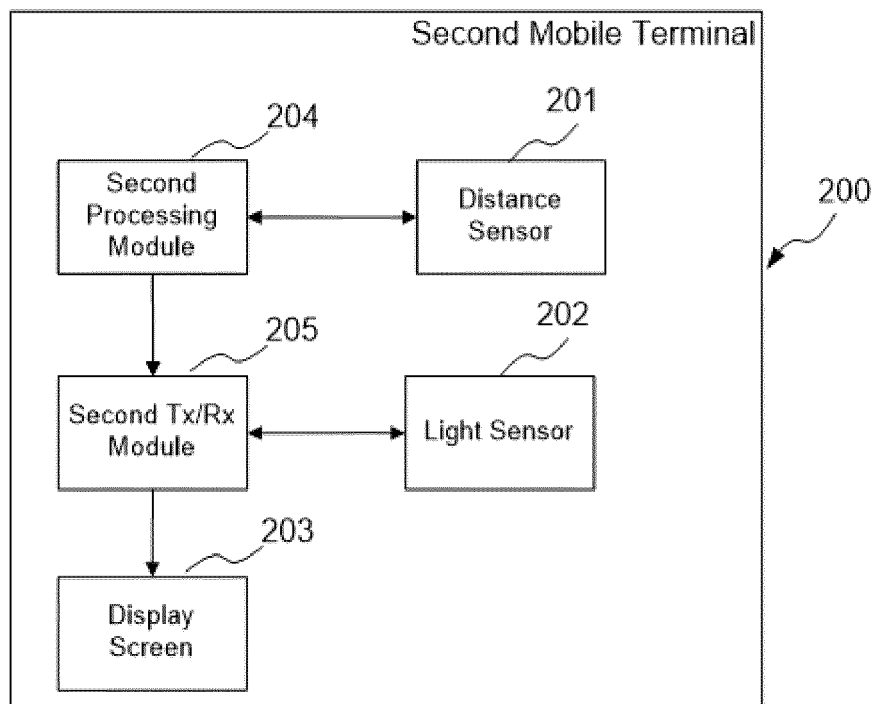 Second Mobile Terminal
204
201
Second
Processing
Module
Distance
Sensor
200
205
202
Second Tx/Rx
Module
Light Sensor
203
Display
Screen